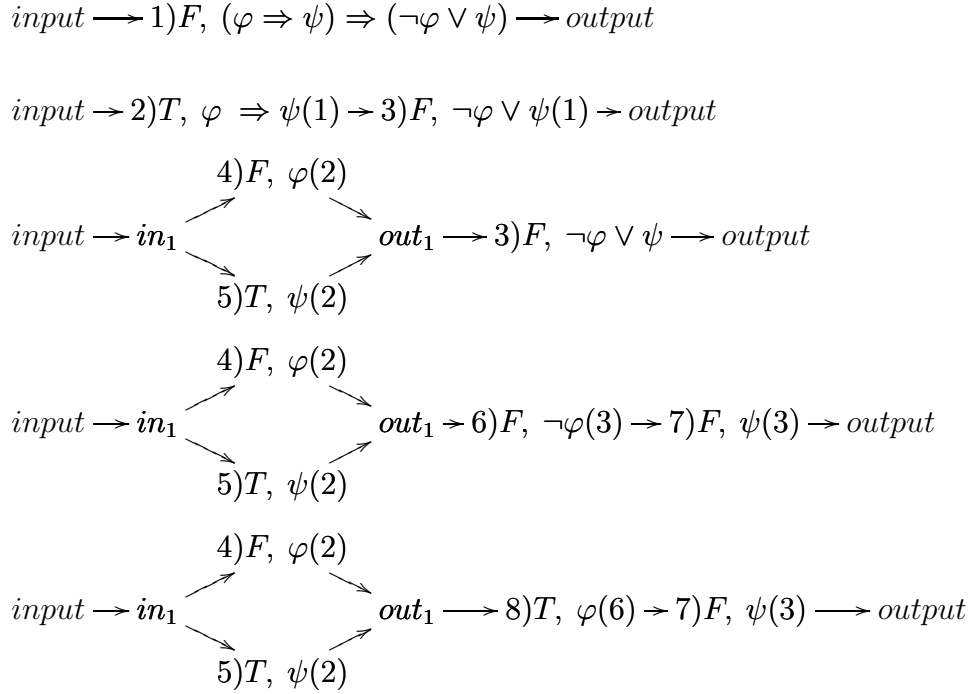 input → 1)F, (φ ⇒ ψ) ⇒ (¬φ ∨ ψ) → output
input → 2)T, φ ⇒ ψ(1) → 3)F, ¬φ ∨ ψ(1) → output
4)F, φ(2)
input → in₁ out₁ → 3)F, ¬φ ∨ ψ → output
5)T, ψ(2)
4)F, φ(2)
input → in₁ out₁ → 6)F, ¬φ(3) → 7)F, ψ(3) → output
5)T, ψ(2)
4)F, φ(2)
input → in₁ out₁ → 8)T, φ(6) → 7)F, ψ(3) → output
5)T, ψ(2)